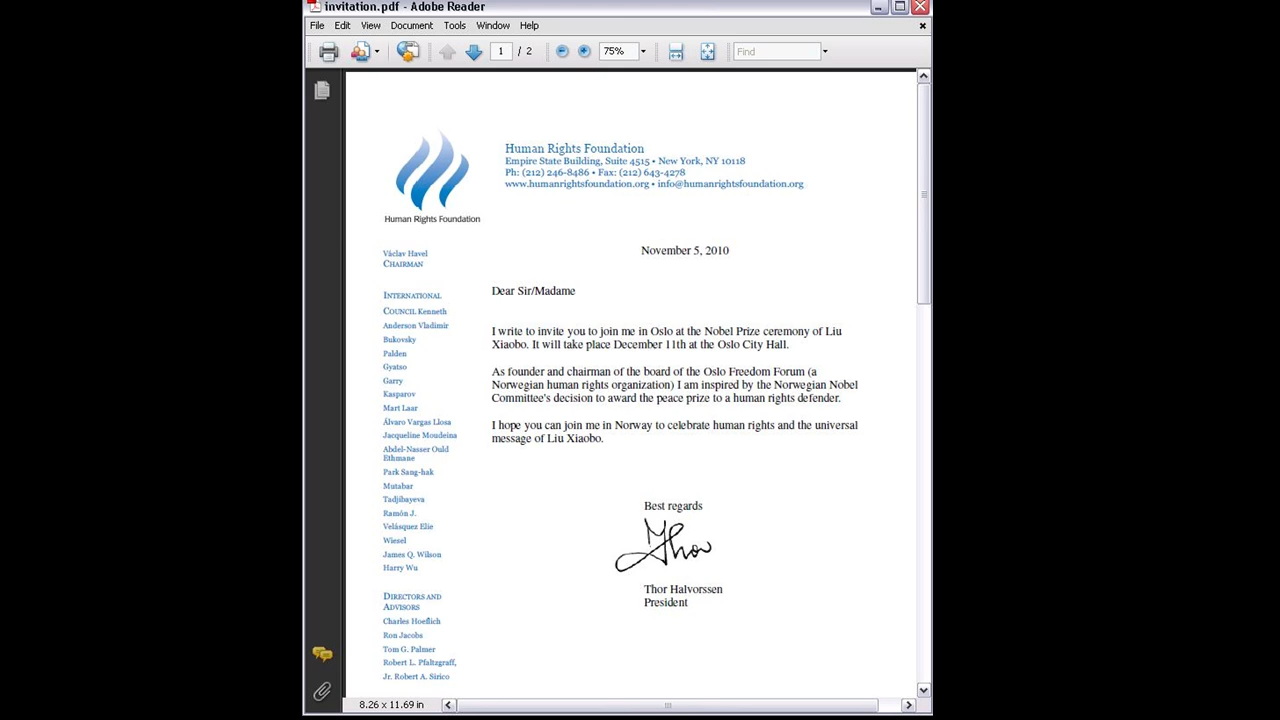 invitation.pdf - Adobe Reader
File Edit View Document Tools Window Help
1 / 2 75% Find
Human Rights Foundation
Empire State Building, Suite 4515 • New York, NY 10118
Ph: (212) 246-8486 • Fax: (212) 643-4278
www.humanrightsfoundation.org • info@humanrightsfoundation.org
Human Rights Foundation
November 5, 2010
Dear Sir/Madame
I write to invite you to join me in Oslo at the Nobel Prize ceremony of Liu
Xiaobo. It will take place December 11th at the Oslo City Hall.
As founder and chairman of the board of the Oslo Freedom Forum (a
Norwegian human rights organization) I am inspired by the Norwegian Nobel
Committee's decision to award the peace prize to a human rights defender.
I hope you can join me in Norway to celebrate human rights and the universal
message of Liu Xiaobo.
Best regards
Thor
Thor Halvorssen
President
Václav Havel
CHAIRMAN
INTERNATIONAL
COUNCIL Kenneth
Anderson Vladimir
Bukovsky
Palden
Gyatso
Garry
Kasparov
Mart Laar
Álvaro Vargas Llosa
Jacqueline Moudeina
Abdel-Nasser Ould
Ethmane
Park Sang-hak
Mutabar
Tadjibayeva
Ramón J.
Velásquez Elie
Wiesel
James Q. Wilson
Harry Wu
DIRECTORS AND
ADVISORS
Charles Hoeflich
Ron Jacobs
Tom G. Palmer
Robert L. Pfaltzgraff,
Jr. Robert A. Sirico
8.26 x 11.69 in